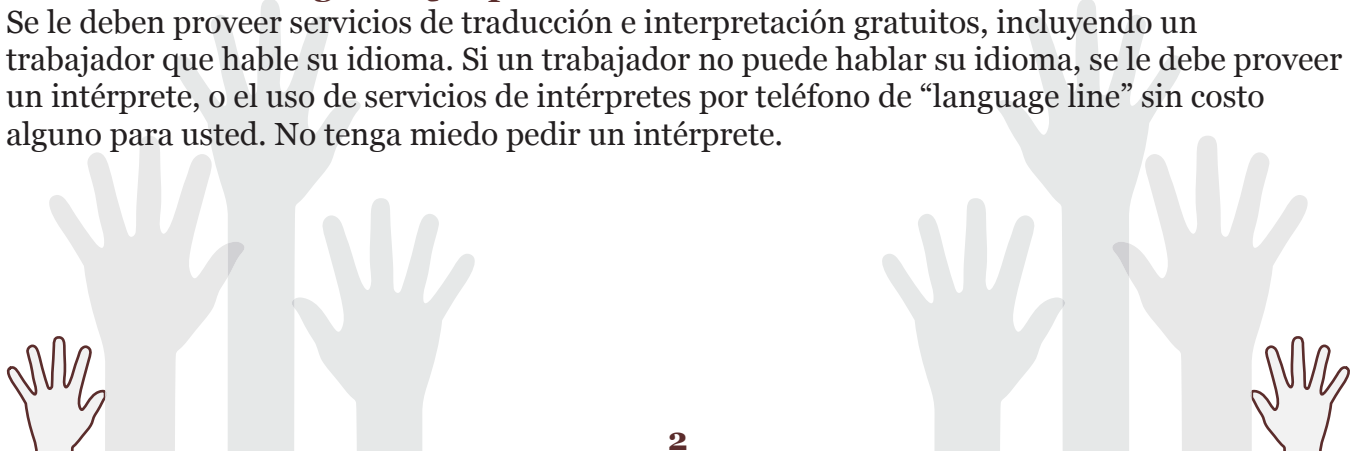 Se le deben proveer servicios de traducción e interpretación gratuitos, incluyendo un
trabajador que hable su idioma. Si un trabajador no puede hablar su idioma, se le debe proveer
un intérprete, o el uso de servicios de intérpretes por teléfono de “language line” sin costo
alguno para usted. No tenga miedo pedir un intérprete.
2